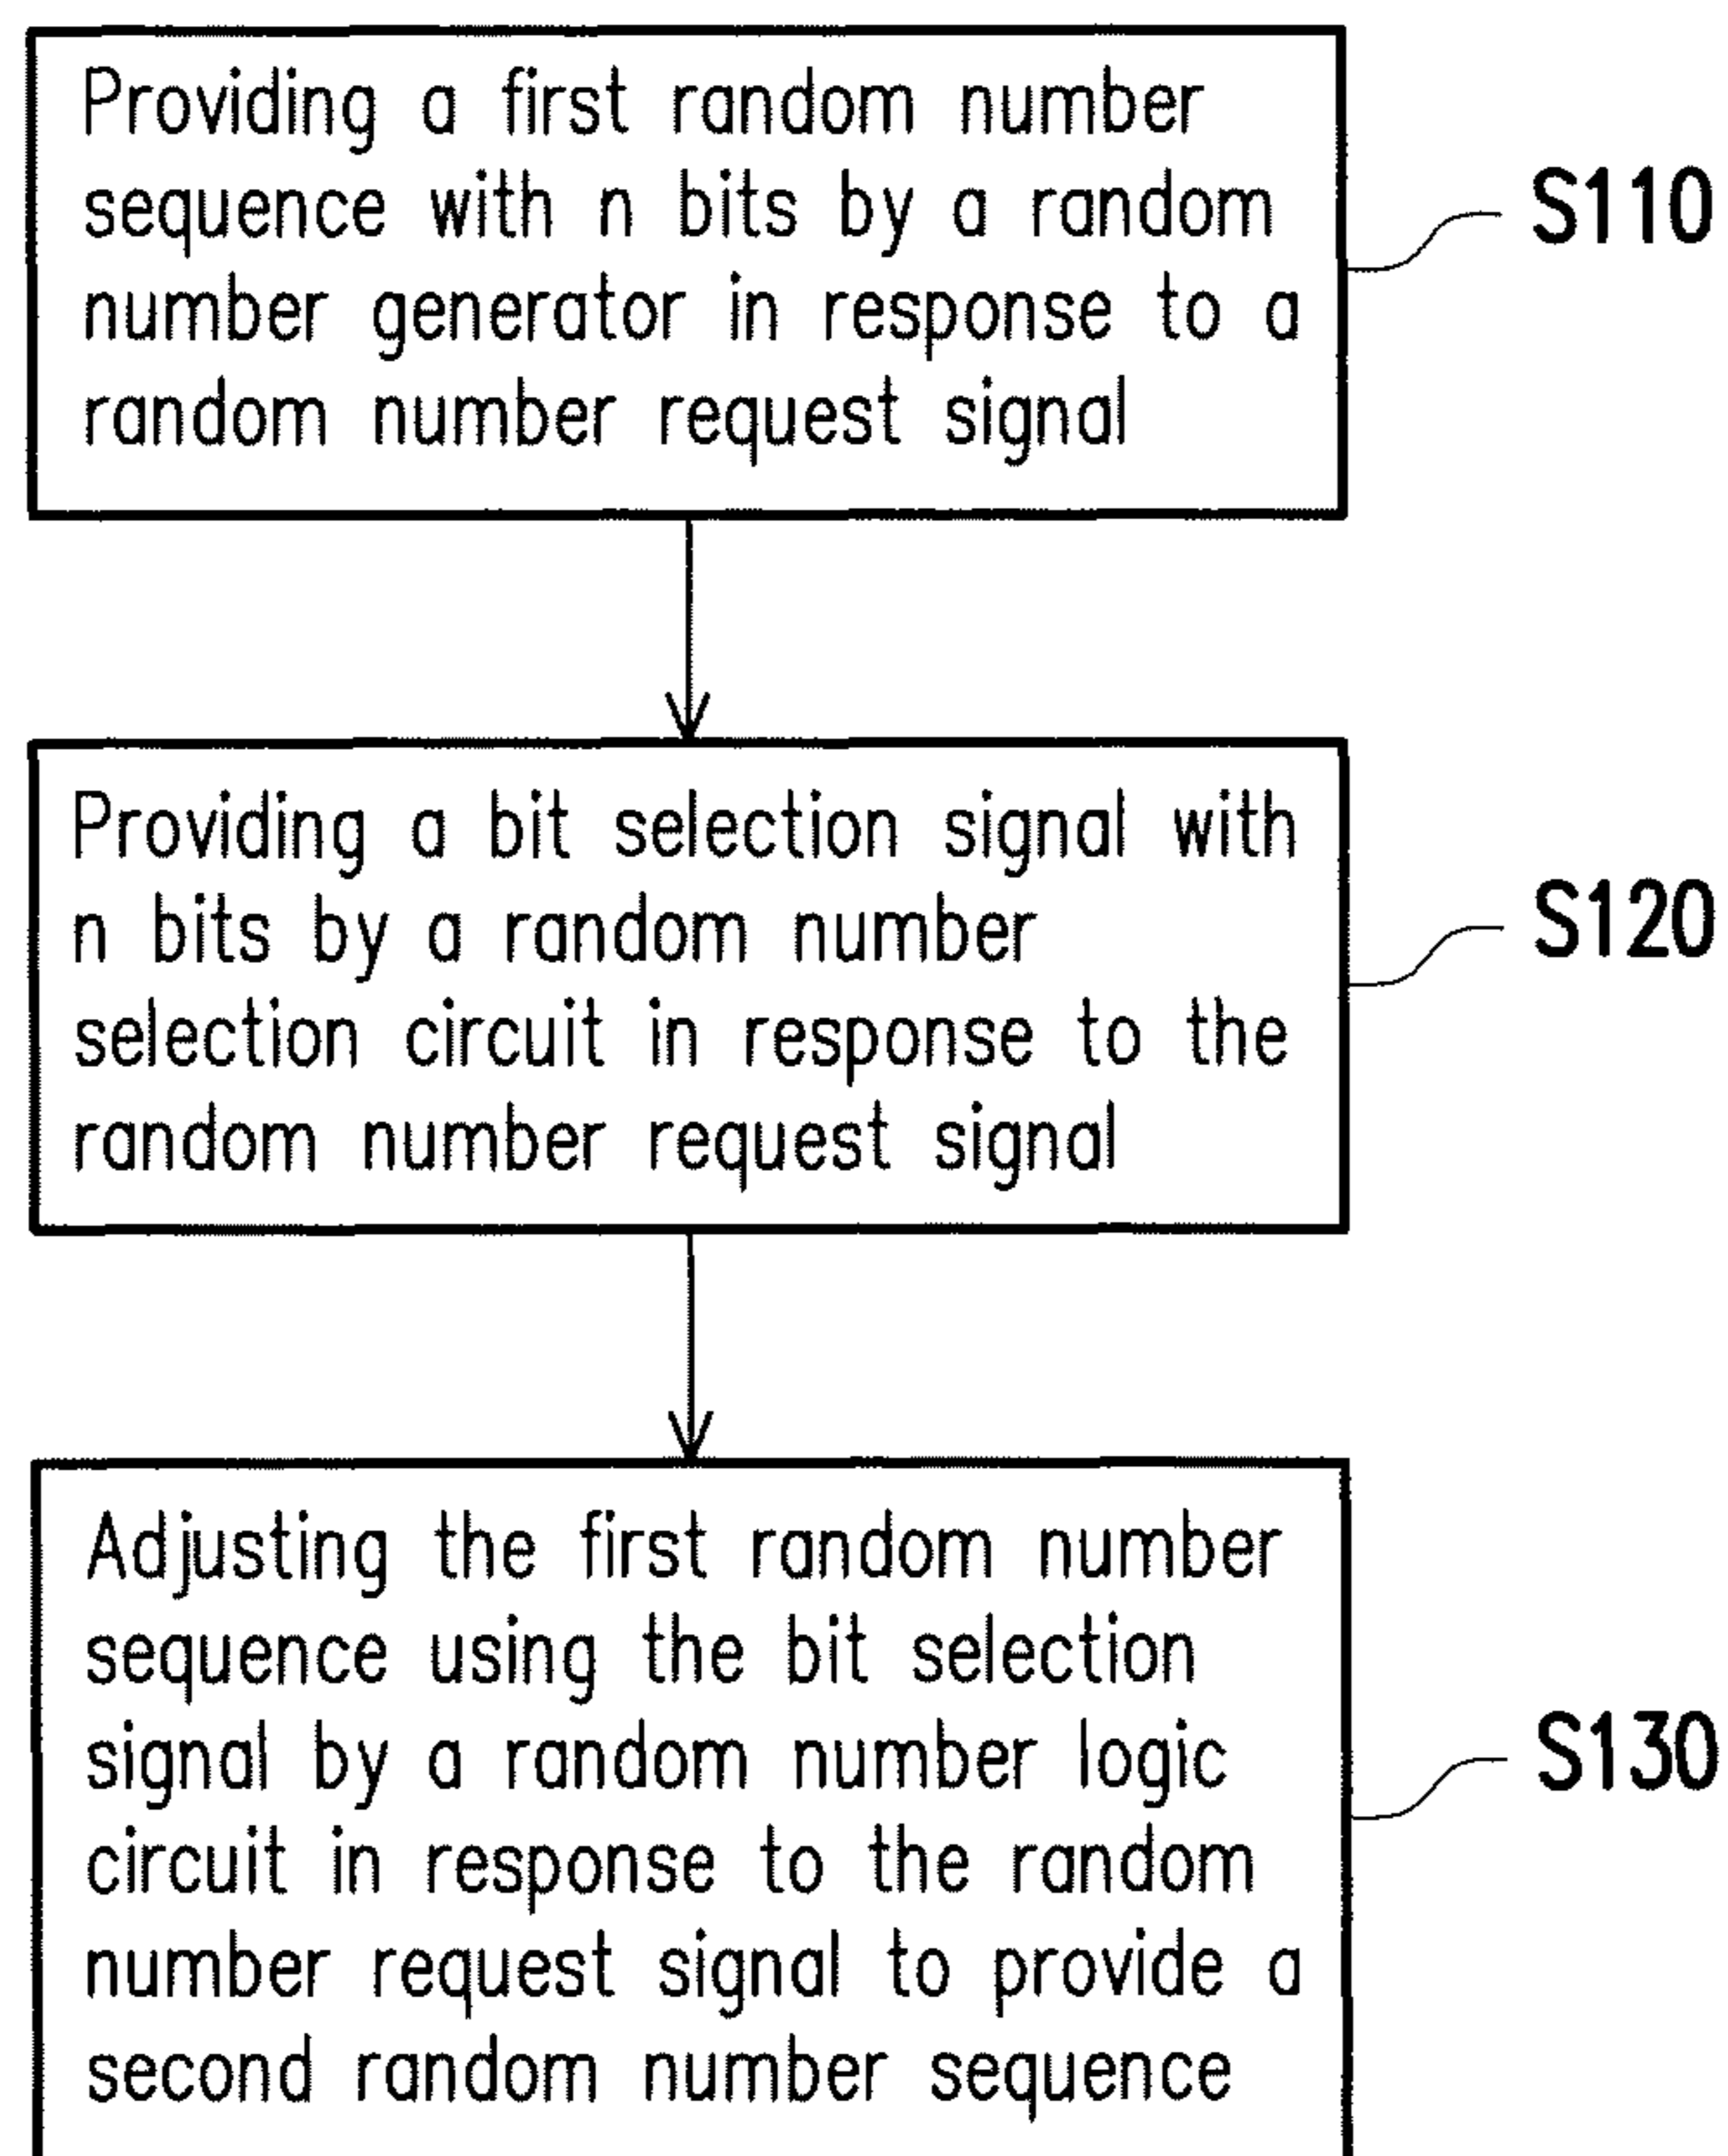 Providing a first random number
sequence with n bits by a random
number generator in response to a
random number request signal
S110
Providing a bit selection signal with
n bits by a random number
selection circuit in response to the
random number request signal
S120
Adjusting the first random number
sequence using the bit selection
signal by a random number logic
circuit in response to the random
number request signal to provide a
second random number sequence
S130